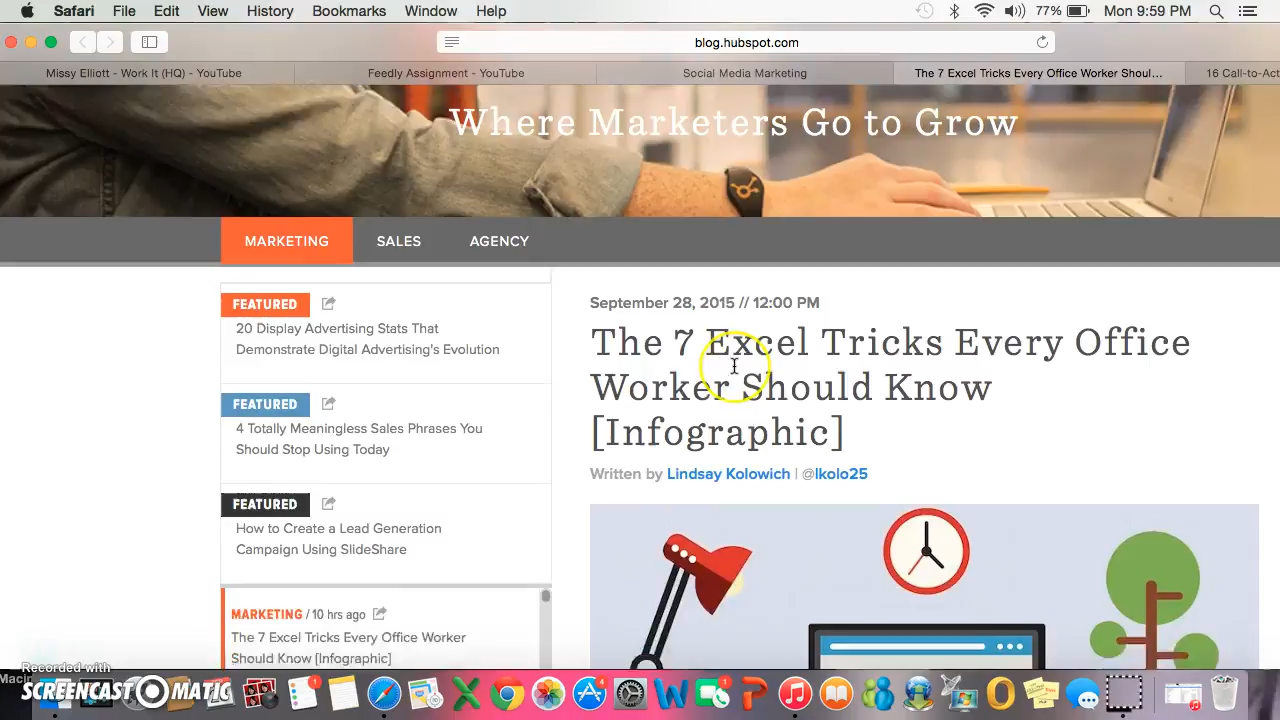 Safari File Edit View History Bookmarks Window Help 77% Mon 9:59 PM
blog.hubspot.com
Missy Elliott - Work It (HQ) - YouTube
Feedly Assignment - YouTube
Social Media Marketing
The 7 Excel Tricks Every Office Worker Shoul...
16 Call-to-Act
Where Marketers Go to Grow
MARKETING SALES AGENCY
FEATURED
20 Display Advertising Stats That
Demonstrate Digital Advertising's Evolution
FEATURED
4 Totally Meaningless Sales Phrases You
Should Stop Using Today
FEATURED
How to Create a Lead Generation
Campaign Using SlideShare
MARKETING / 10 hrs ago
The 7 Excel Tricks Every Office Worker
Should Know [Infographic]
September 28, 2015 // 12:00 PM
The 7 Excel Tricks Every Office
Worker Should Know
[Infographic]
Written by Lindsay Kolowich | @lkolo25
Recorded with
SCREENCAST MATIC